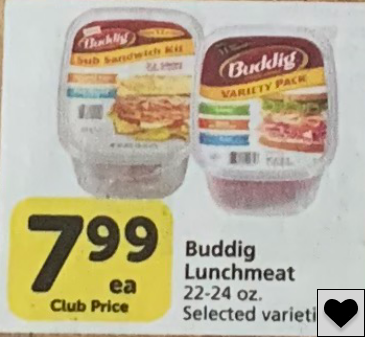 Buddig
Sub Sandwich Kit
Buddig
VARIETY PACK
7.99
ea
Club Price
Buddig
Lunchmeat
22-24 oz.
Selected varieti